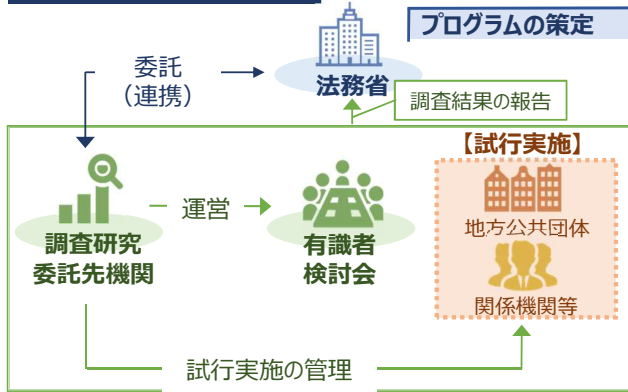 プログラムの策定
委託
（連携）
法務省
調査結果の報告
【試行実施】
地方公共団体
関係機関等
調査研究
委託先機関
運営
有識者
検討会
試行実施の管理